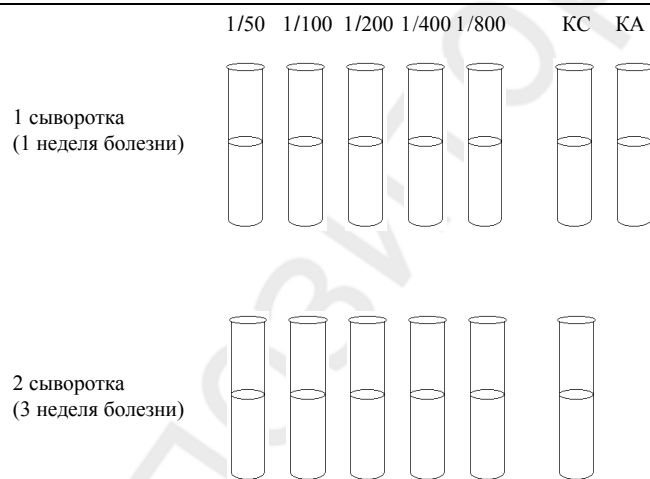 1/50 1/100 1/200 1/400 1/800 КС КА
1 сыворотка
(1 неделя болезни)
2 сыворотка
(3 неделя болезни)